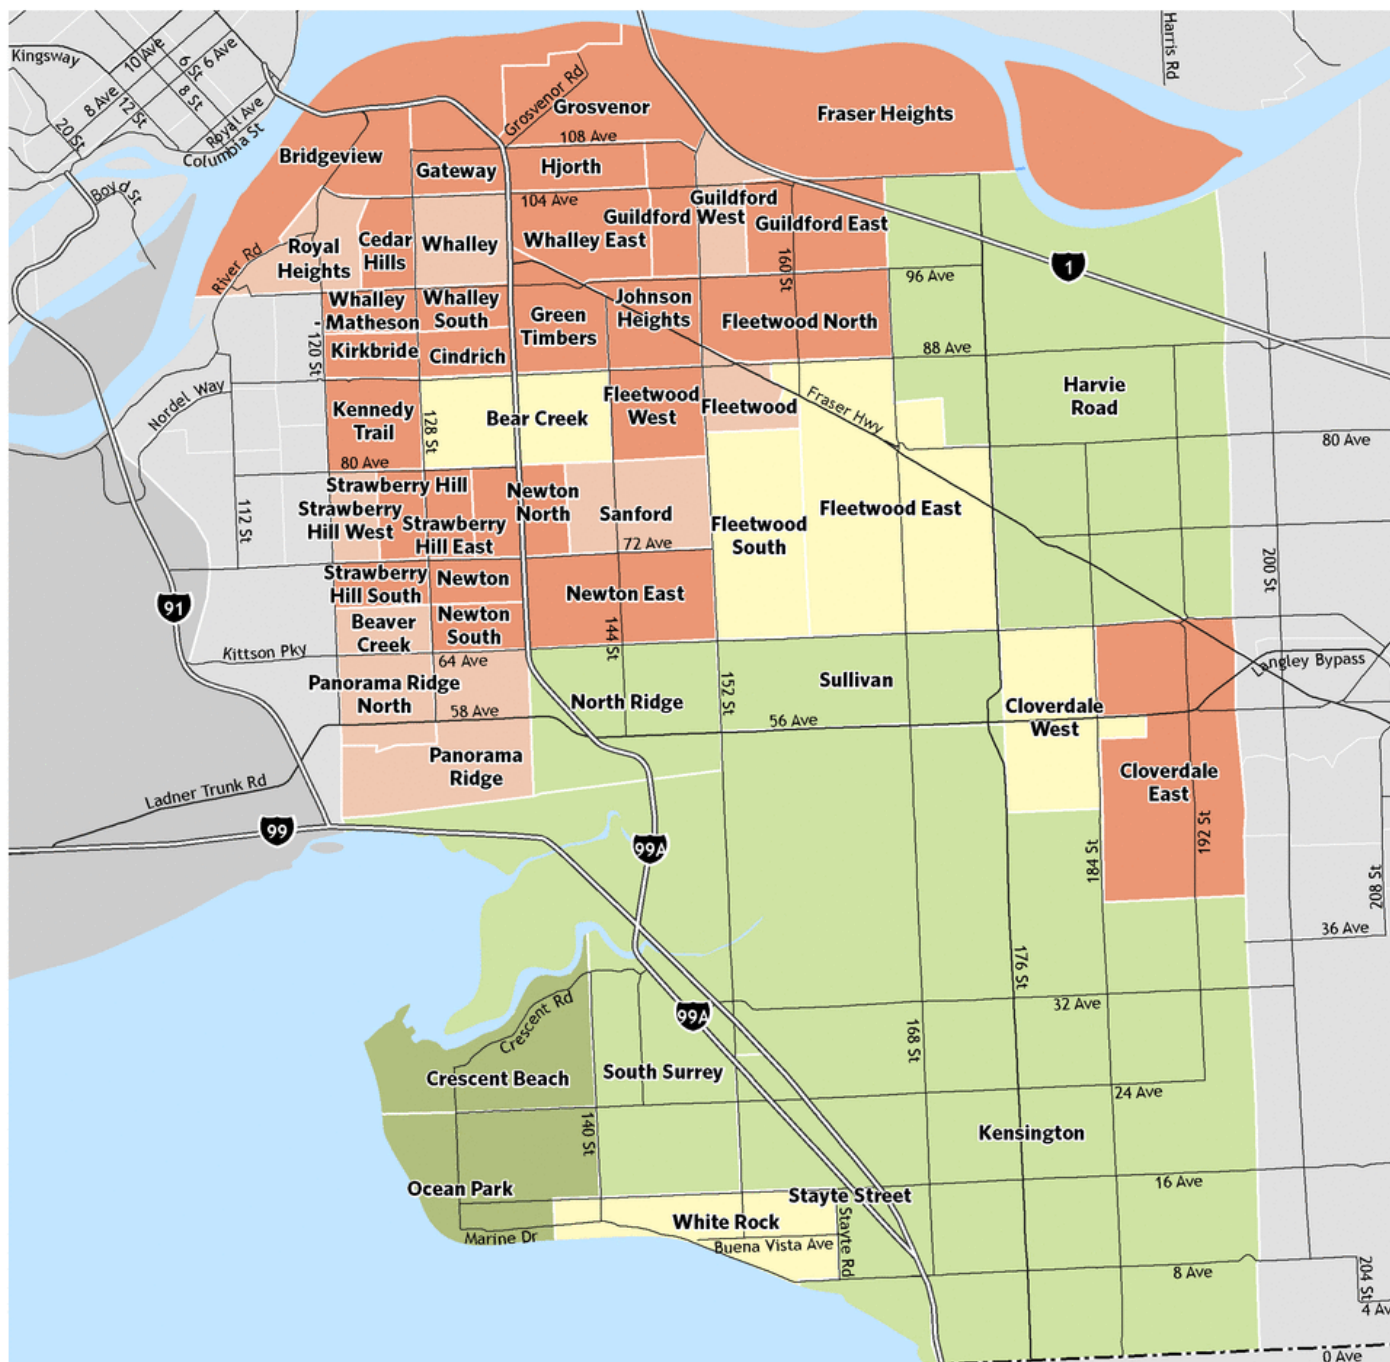 Kingsway
10 Ave
6 St
6 Ave
8 Ave
8 St
12 St
20 St
Royal Ave
Columbia St
Boyd St
Harris Rd
Grosvenor Rd
Grosvenor
Fraser Heights
108 Ave
Bridgeview
Gateway
Hjorth
104 Ave
Guildford
West
Guildford
Guildford East
Royal
Heights
Cedar
Hills
Whalley
Whalley East
River Rd
160 St
1
96 Ave
Whalley
Matheson
Whalley
South
Green
Timbers
Johnson
Heights
Fleetwood North
120 St
Kirkbride
Cindrich
88 Ave
Nordel Way
Kennedy
Trail
128 St
Bear Creek
Fleetwood
West
Fleetwood
Fraser Hwy
Harvie
Road
80 Ave
80 Ave
Strawberry Hill
Strawberry
Hill West
Strawberry
Hill East
Newton
North
Sanford
Fleetwood
South
Fleetwood East
112 St
72 Ave
200 St
Strawberry
Hill South
Newton
Newton East
91
Beaver
Creek
Newton
South
144 St
Kittson Pky
64 Ave
Langley Bypass
Panorama Ridge
North
North Ridge
152 St
Sullivan
58 Ave
56 Ave
Cloverdale
West
Panorama
Ridge
Cloverdale
East
Ladner Trunk Rd
99
99A
184 St
192 St
208 St
36 Ave
176 St
32 Ave
Crescent Rd
99A
168 St
Crescent Beach
South Surrey
24 Ave
140 St
Kensington
Ocean Park
Stayte Street
16 Ave
White Rock
Marine Dr
Buena Vista Ave
Stayte Rd
8 Ave
204 St
4 Av
0 Ave